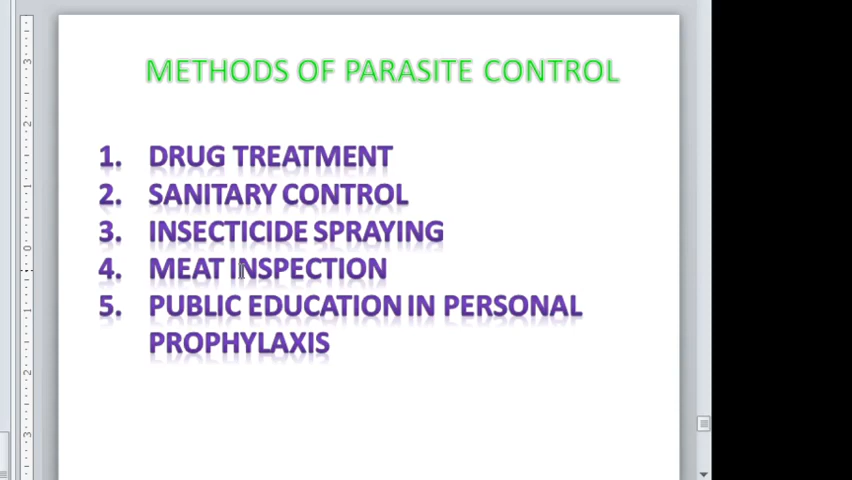 METHODS OF PARASITE CONTROL
1. DRUG TREATMENT
2. SANITARY CONTROL
3. INSECTICIDE SPRAYING
4. MEAT INSPECTION
5. PUBLIC EDUCATION IN PERSONAL
PROPHYLAXIS